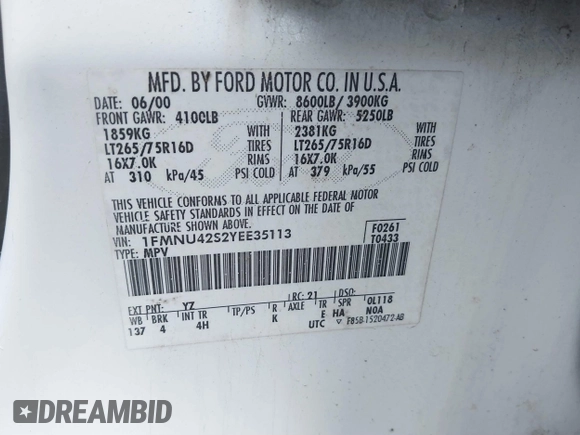 MFD. BY FORD MOTOR CO. IN U.S.A.
DATE: 06/00 GVWR: 8600LB/ 3900KG
FRONT GAWR: 4100LB REAR GAWR: 5250LB
1859KG WITH 2381KG WITH
LT265/75R16D TIRES LT265/75R16D TIRES
16X7.0K RIMS 16X7.0K RIMS
AT 310 kPa/45 PSI COLD AT 379 kPa/55 PSI COLD
THIS VEHICLE CONFORMS TO ALL APPLICABLE FEDERAL MOTOR
VEHICLE SAFETY STANDARDS IN EFFECT ON THE DATE OF
MANUFACTURE SHOWN ABOVE.
VIN: 1FMNU42S2YEE35113 F0261
TYPE: MPV T0433
EXT PNT: YZ RC: 21 DSO:
WB BRK INT TR TP/PS R AXLE TR SPR OL118
137 4 4H K E HA N0A
UTC ▽ F85B-1520472-AB
DREAMBID